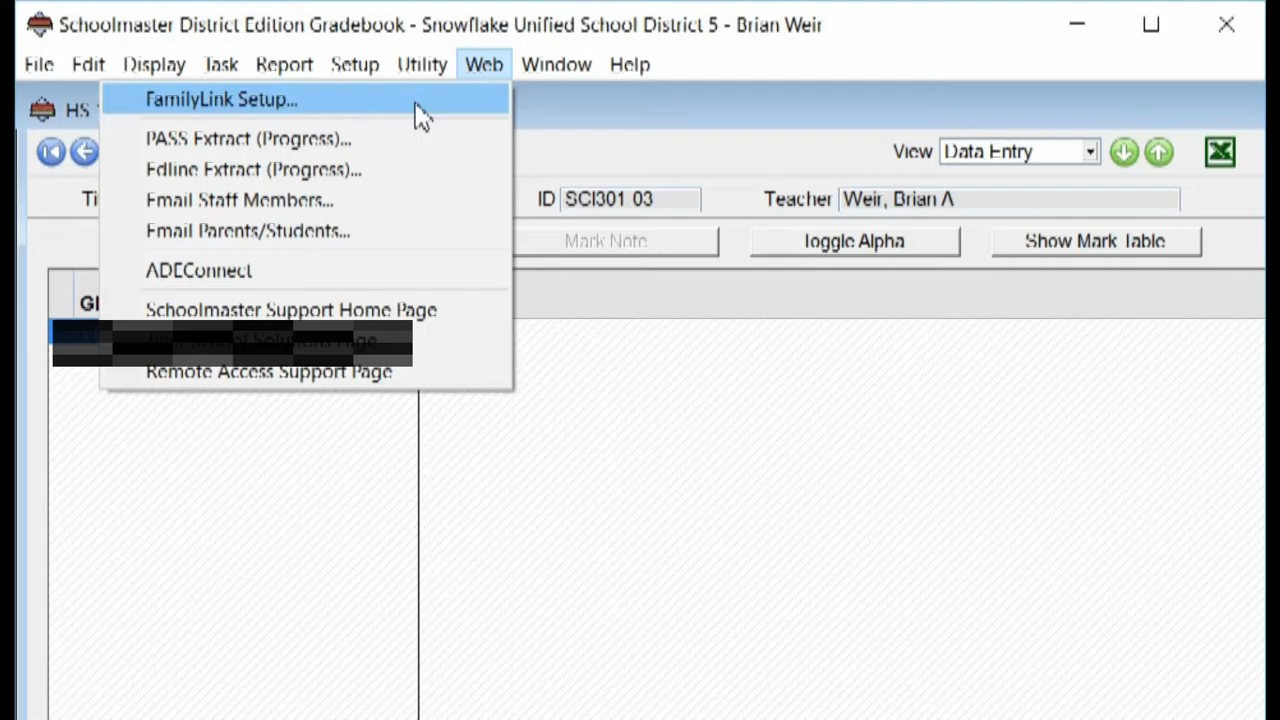 Schoolmaster District Edition Gradebook - Snowflake Unified School District 5 - Brian Weir
File Edit Display Task Report Setup Utility Web Window Help
HS
FamilyLink Setup...
PASS Extract (Progress)...
Edline Extract (Progress)...
Email Staff Members...
Email Parents/Students...
ADEConnect
Schoolmaster Support Home Page
Page
Remote Access Support Page
View Data Entry
ID SCI301 03 Teacher Weir, Brian A
Mark Note Toggle Alpha Show Mark Table